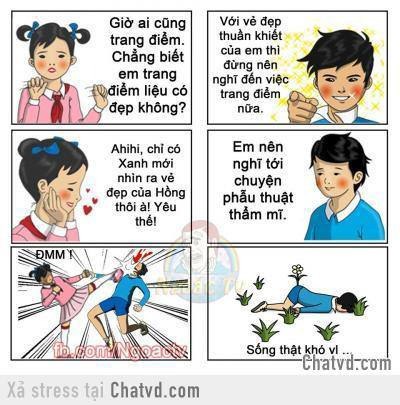 Giờ ai cũng
trang điểm.
Chẳng biết
em trang
điểm liệu có
đẹp không?
Với vẻ đẹp
thuần khiết
của em thì
đừng nên
nghĩ đến việc
trang điểm
nữa.
Ahihi, chỉ có
Xanh mới
nhìn ra vẻ
đẹp của Hồng
thôi à! Yêu
thế!
Em nên
nghĩ tới
chuyện
phẫu thuật
thẩm mĩ.
ĐMM !
fb.com/Ngoactv
Sống thật khó vl ...
Chatvd.com
Xả stress tại Chatvd.com